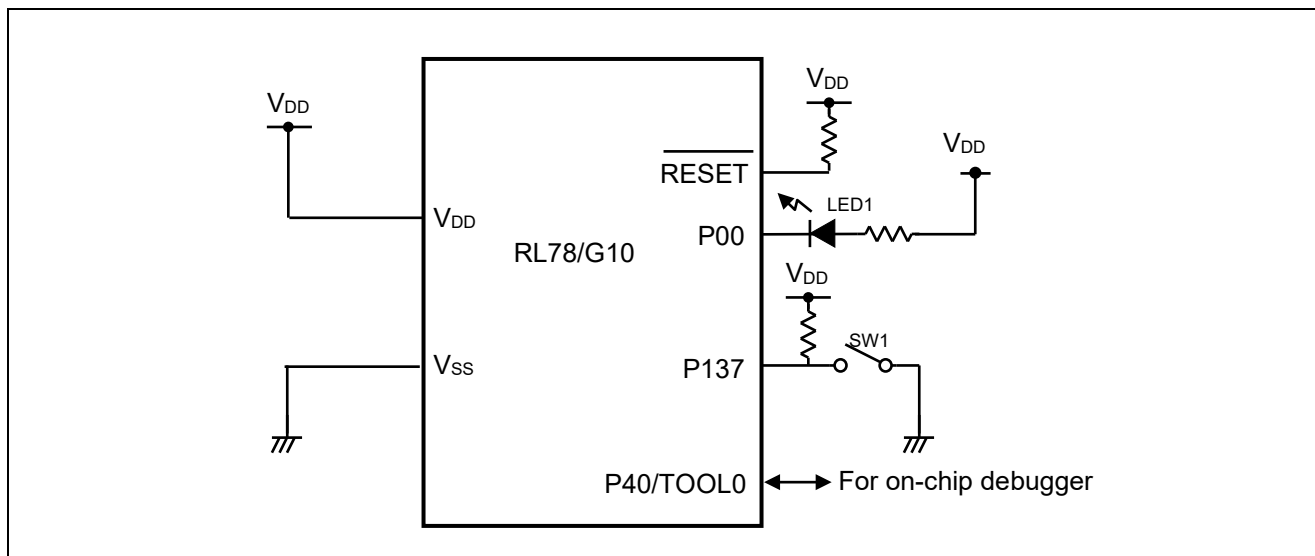 VDD
VDD
RESET
VDD
LED1
VDD
P00
RL78/G10
VDD
VSS
P137
SW1
VDD
P40/TOOL0
For on-chip debugger